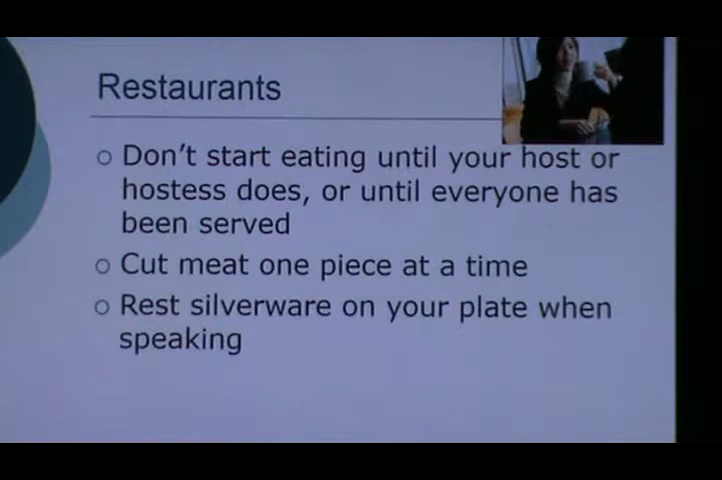 Restaurants
Don't start eating until your host or
hostess does, or until everyone has
been served
Cut meat one piece at a time
Rest silverware on your plate when
speaking